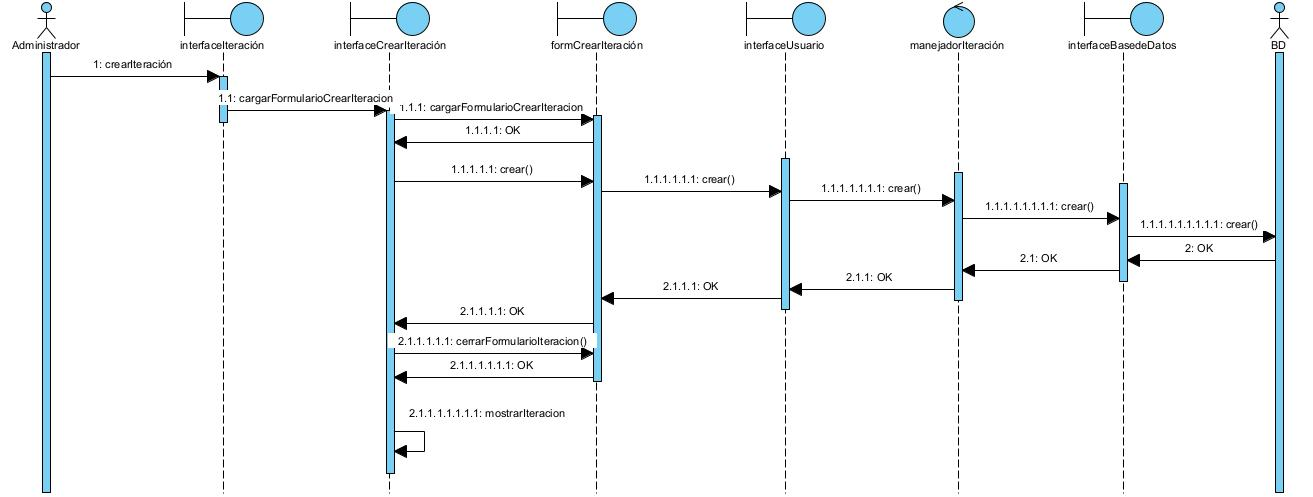 Administrador
interfaceIteración
interfaceCrearIteración
formCrearIteración
interfaceUsuario
manejadorIteración
interfaceBasedeDatos
BD
1: crearIteración
1.1: cargarFormularioCrearIteracion
1.1.1: cargarFormularioCrearIteracion
1.1.1.1: OK
1.1.1.1.1: crear()
1.1.1.1.1.1: crear()
1.1.1.1.1.1.1: crear()
1.1.1.1.1.1.1.1: crear()
1.1.1.1.1.1.1.1.1: crear()
2: OK
2.1: OK
2.1.1: OK
2.1.1.1: OK
2.1.1.1.1: OK
2.1.1.1.1.1: cerrarFormularioIteracion()
2.1.1.1.1.1.1: OK
2.1.1.1.1.1.1.1: mostrarIteracion